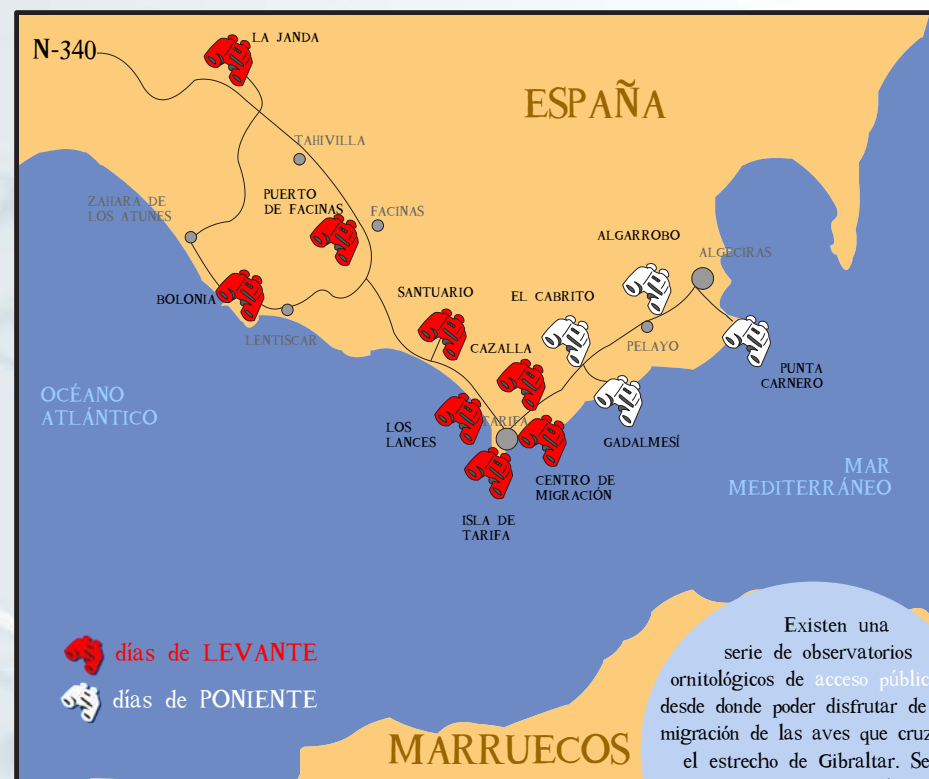 N-340
LA JANDA
ESPAÑA
TAHIVILLA
ZAHARA DE
LOS ATUNES
PUERTO
DE FACINAS
FACINAS
ALGARROBO
ALGECIRAS
BOLONIA
SANTUARIO
EL CABRITO
LENTISCAR
CAZALLA
PELAYO
PUNTA
CARNERO
OCÉANO
ATLÁNTICO
LOS
LANCES
TARIFA
GADALMESÍ
CENTRO DE
MIGRACIÓN
MAR
MEDITERRÁNEO
ISLA DE
TARIFA
días de LEVANTE
días de PONIENTE
MARRUECOS
Existen una
serie de observatorios
ornitológicos de acceso públic
desde donde poder disfrutar de
migración de las aves que cruz
el estrecho de Gibraltar. Se